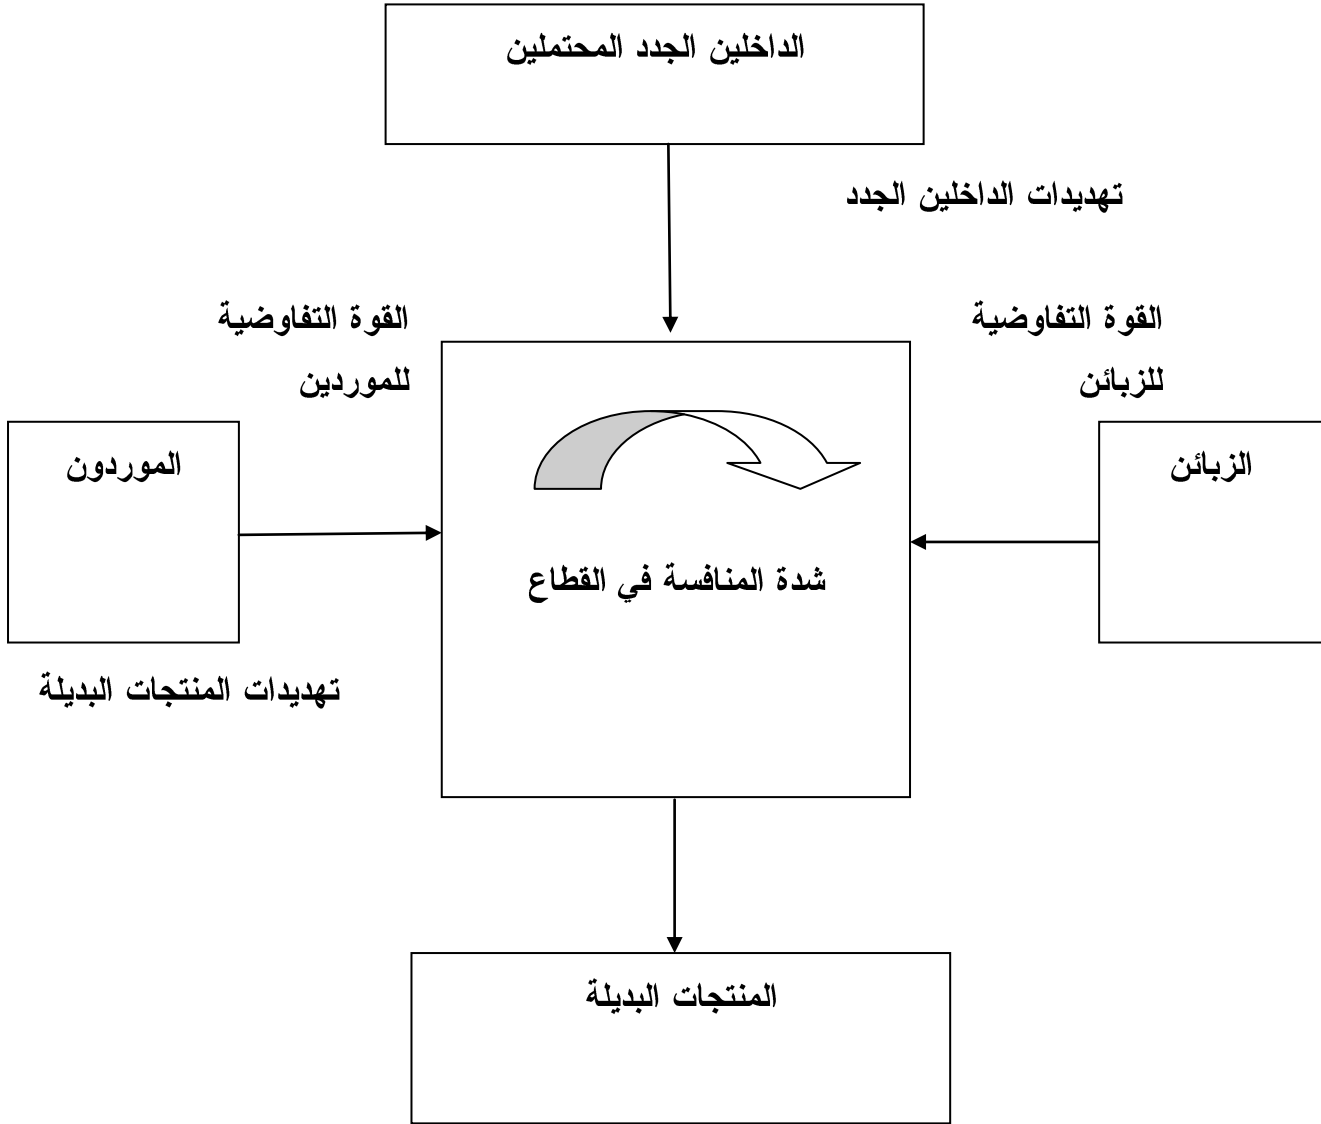 الداخلين الجدد المحتملين
تهديدات الداخلين الجدد
القوة التفاوضية
للزبائن
القوة التفاوضية
للموردين
الزبائن
الموردون
شدة المنافسة في القطاع
تهديدات المنتجات البديلة
المنتجات البديلة